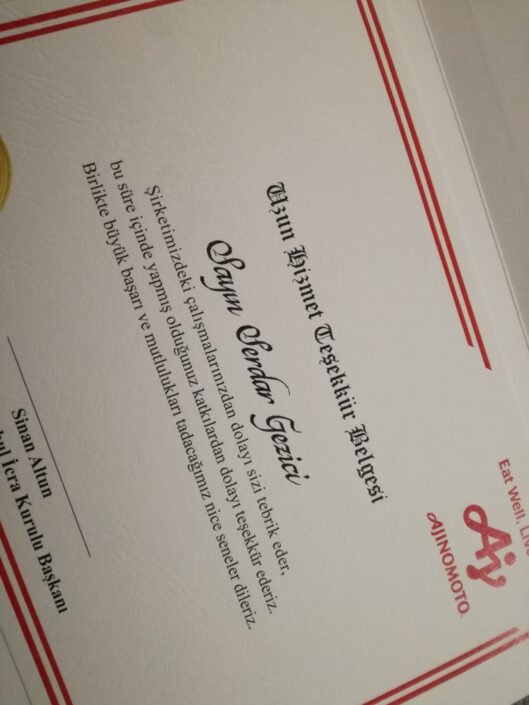 Eat Well,
AJINOMOTO
Uzun Hizmet Teşekkür Belgesi
Sayın Serdar Gezici
Şirketimizdeki çalışmalarınızdan dolayı sizi tebrik eder,
bu süre içinde yapmış olduğunuz katkılardan dolayı teşekkür ederiz.
Birlikte büyük başarı ve mutlulukları tadacağımız nice seneler dileriz.
Sinan Altun
İcra Kurulu Başkanı